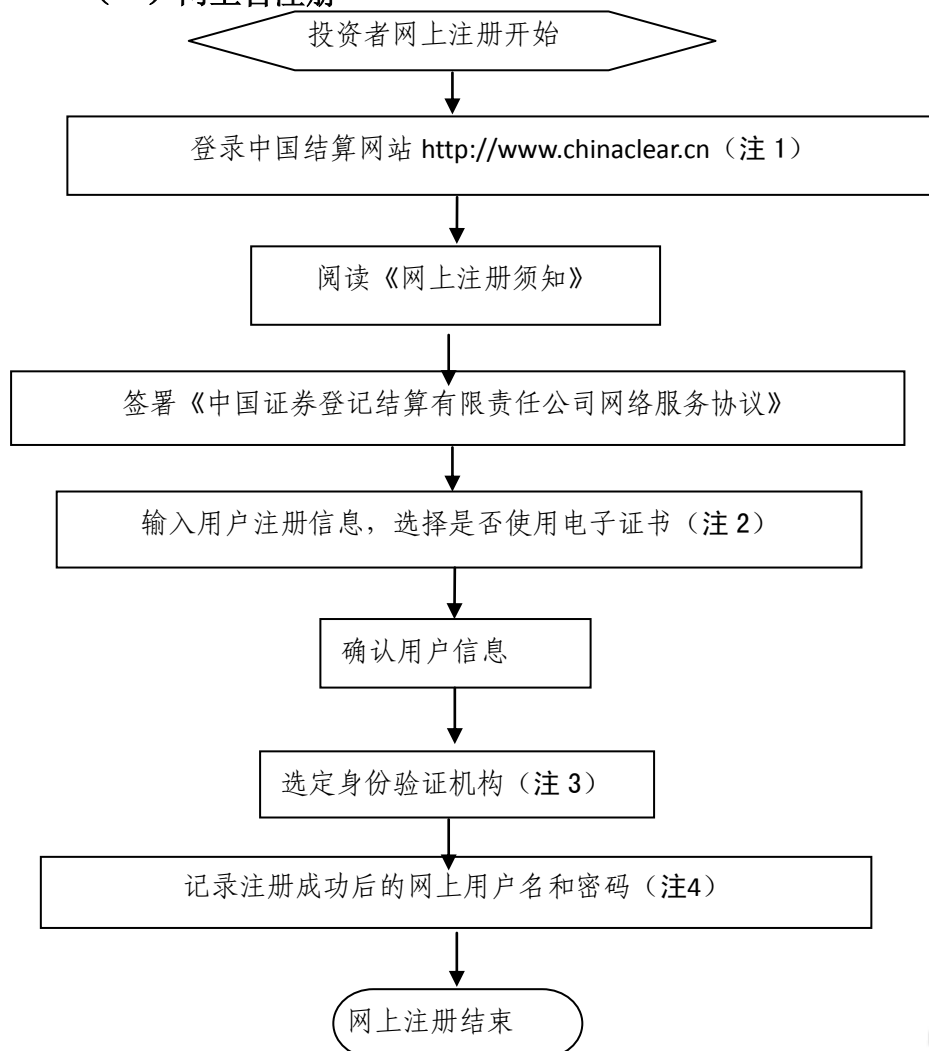 投资者网上注册开始
登录中国结算网站 http://www.chinaclear.cn（注 1）
阅读《网上注册须知》
签署《中国证券登记结算有限责任公司网络服务协议》
输入用户注册信息，选择是否使用电子证书（注 2）
确认用户信息
选定身份验证机构（注 3）
记录注册成功后的网上用户名和密码（注4）
网上注册结束